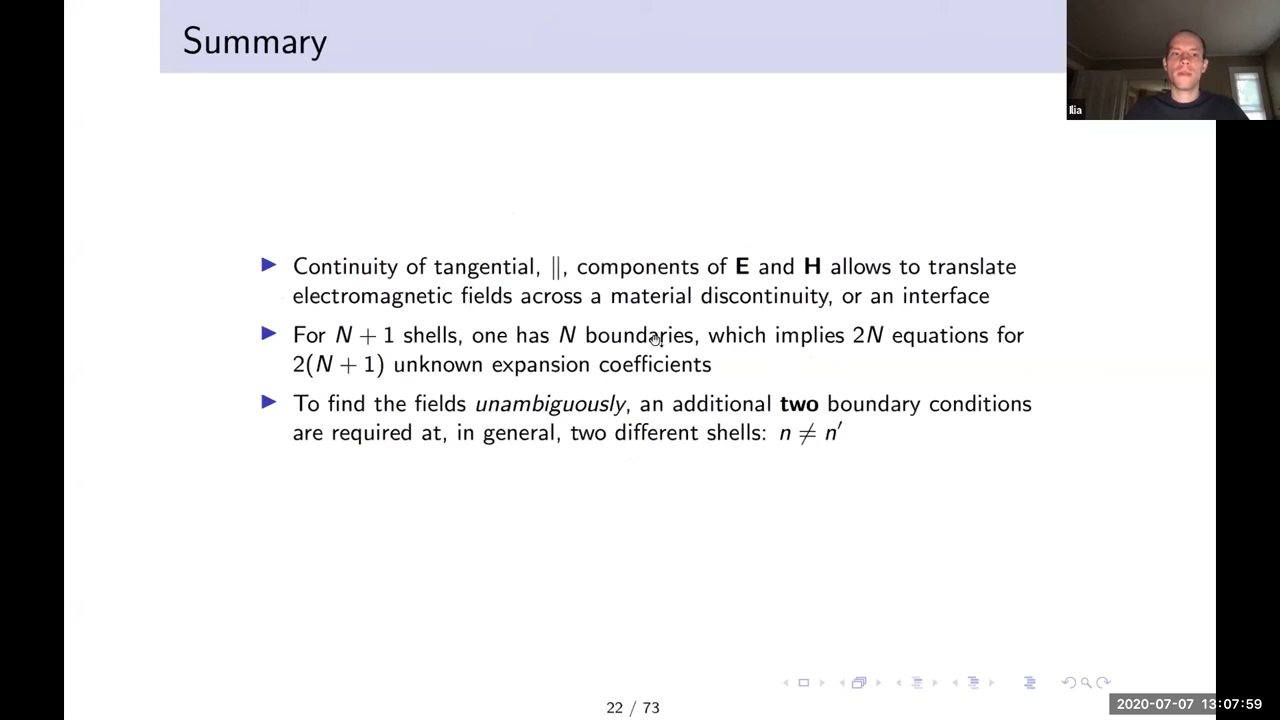 Summary
Ilia
▶ Continuity of tangential, ∥, components of E and H allows to translate
electromagnetic fields across a material discontinuity, or an interface
▶ For N + 1 shells, one has N boundaries, which implies 2N equations for
2(N + 1) unknown expansion coefficients
▶ To find the fields unambiguously, an additional two boundary conditions
are required at, in general, two different shells: n ≠ n′
22 / 73
2020-07-07 13:07:59